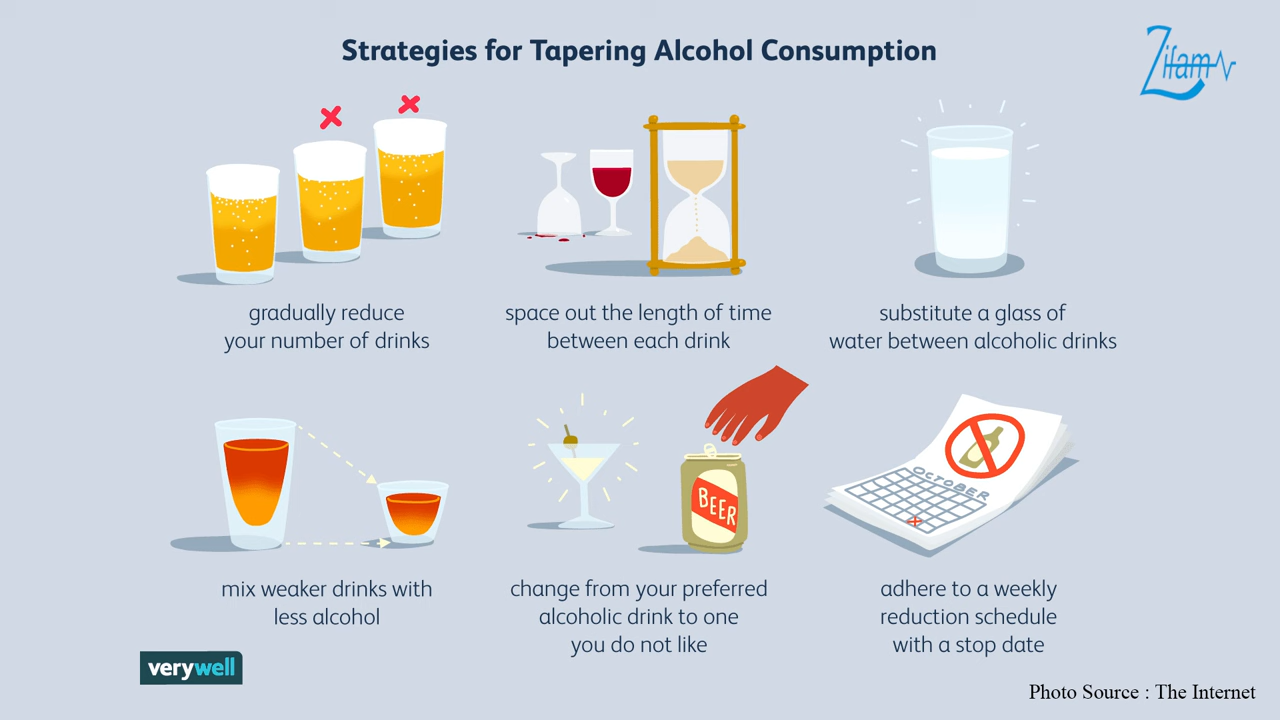 Strategies for Tapering Alcohol Consumption
Zifam
gradually reduce
your number of drinks
space out the length of time
between each drink
substitute a glass of
water between alcoholic drinks
BEER
OCTOBER
mix weaker drinks with
less alcohol
change from your preferred
alcoholic drink to one
you do not like
adhere to a weekly
reduction schedule
with a stop date
verywell
Photo Source : The Internet